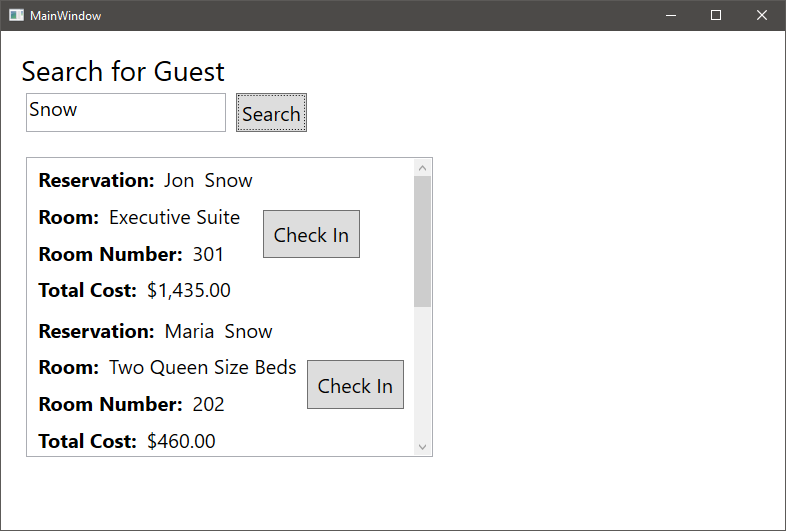 MainWindow
Search for Guest
Snow
Search
Reservation: Jon Snow
Room: Executive Suite
Check In
Room Number: 301
Total Cost: $1,435.00
Reservation: Maria Snow
Room: Two Queen Size Beds
Check In
Room Number: 202
Total Cost: $460.00